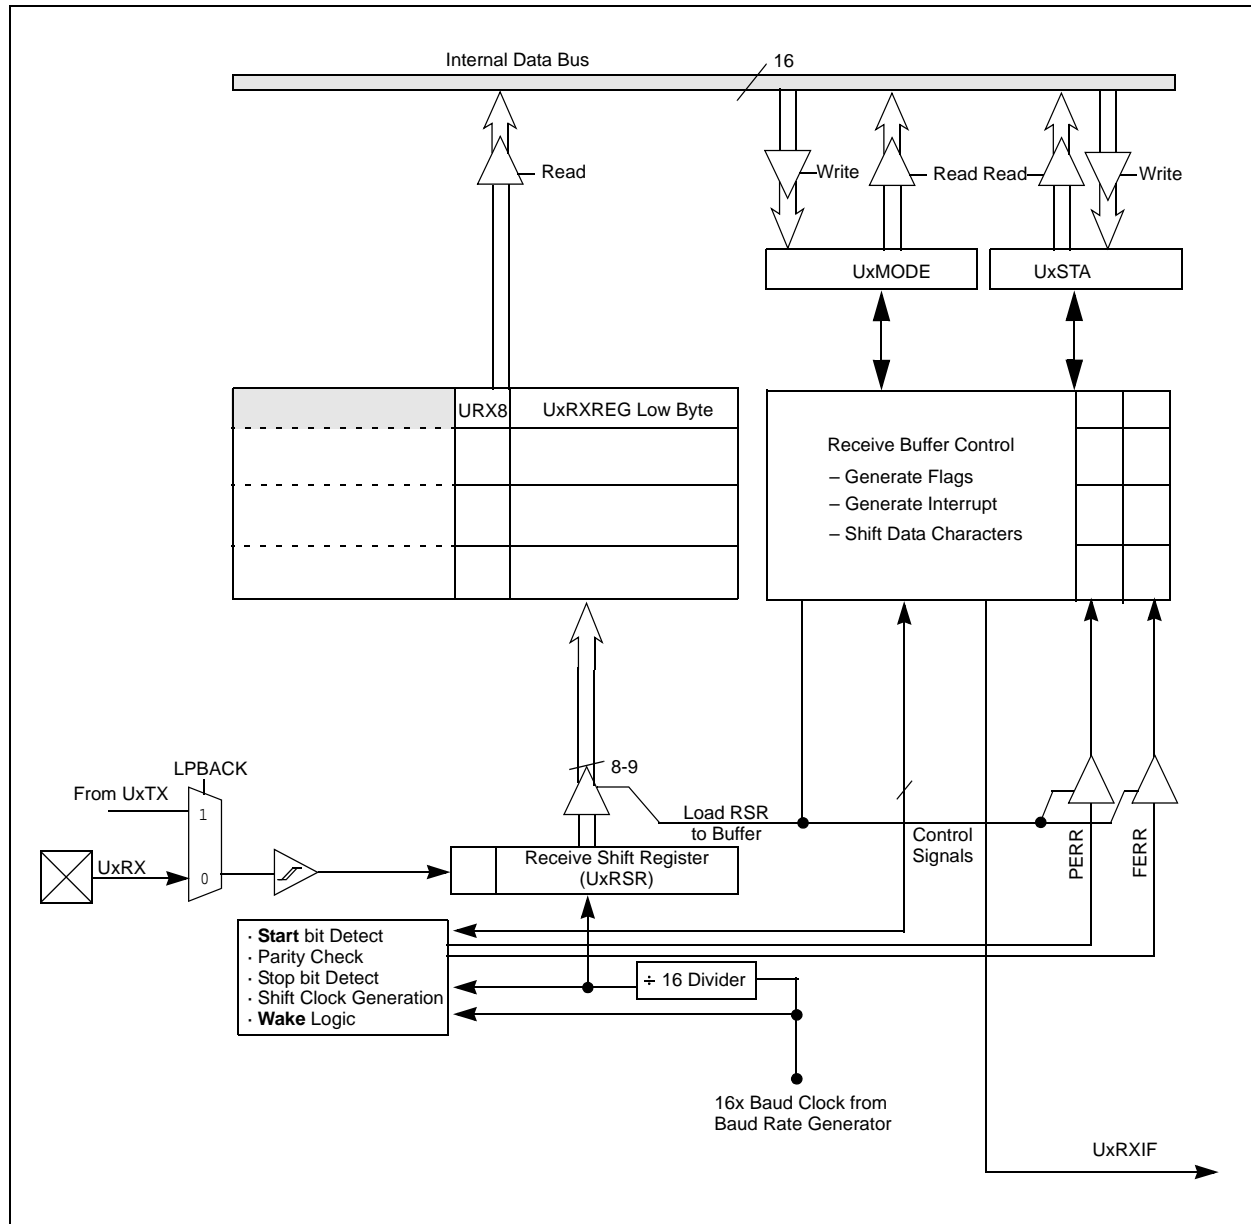 Internal Data Bus
16
Read
Write
Read Read
Write
UxMODE
UxSTA
URX8
UxRXREG Low Byte
Receive Buffer Control
– Generate Flags
– Generate Interrupt
– Shift Data Characters
8-9
LPBACK
From UxTX
1
Load RSR
to Buffer
Control
Signals
PERR
FERR
UxRX
0
Receive Shift Register
(UxRSR)
· Start bit Detect
· Parity Check
· Stop bit Detect
· Shift Clock Generation
· Wake Logic
÷ 16 Divider
16x Baud Clock from
Baud Rate Generator
UxRXIF